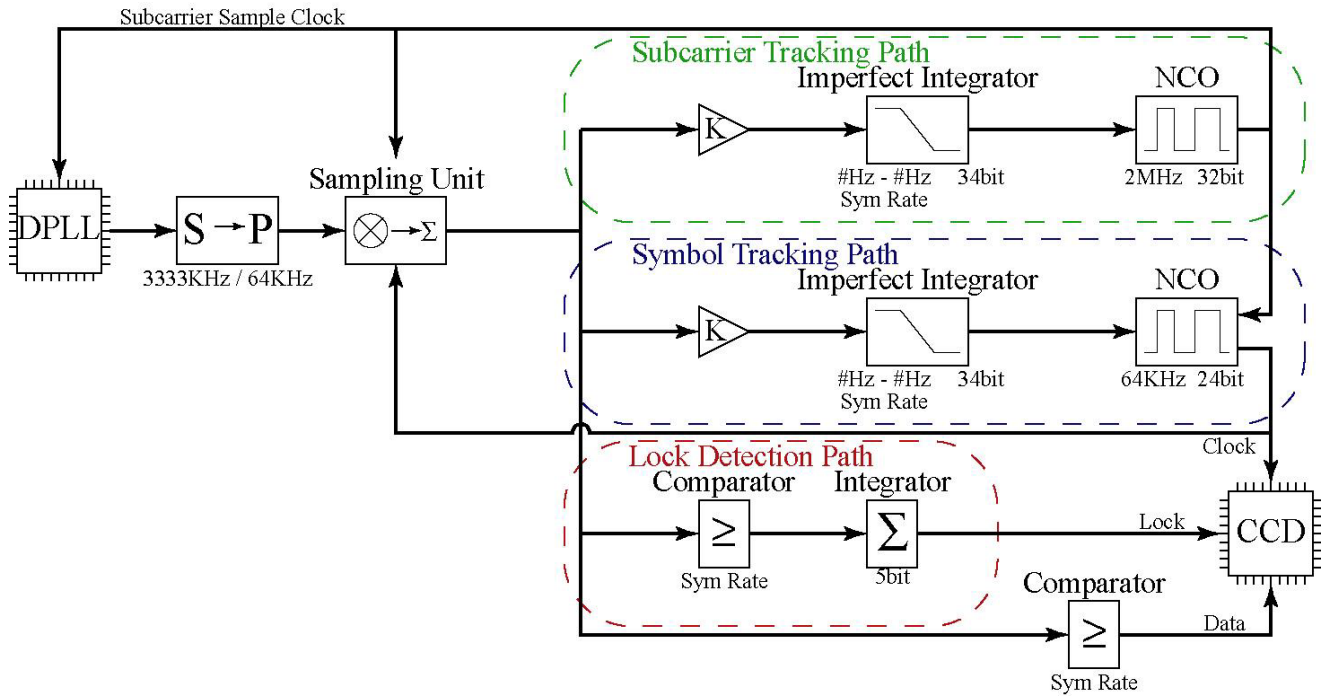 Subcarrier Sample Clock
Subcarrier Tracking Path
Imperfect Integrator
NCO
K
#Hz - #Hz 34bit
Sym Rate
2MHz 32bit
Sampling Unit
DPLL
S → P
⊗ → Σ
3333KHz / 64KHz
Symbol Tracking Path
Imperfect Integrator
NCO
K
#Hz - #Hz 34bit
Sym Rate
64KHz 24bit
Clock
Lock Detection Path
Comparator
Integrator
≥
Σ
Sym Rate
5bit
Lock
CCD
Comparator
≥
Data
Sym Rate